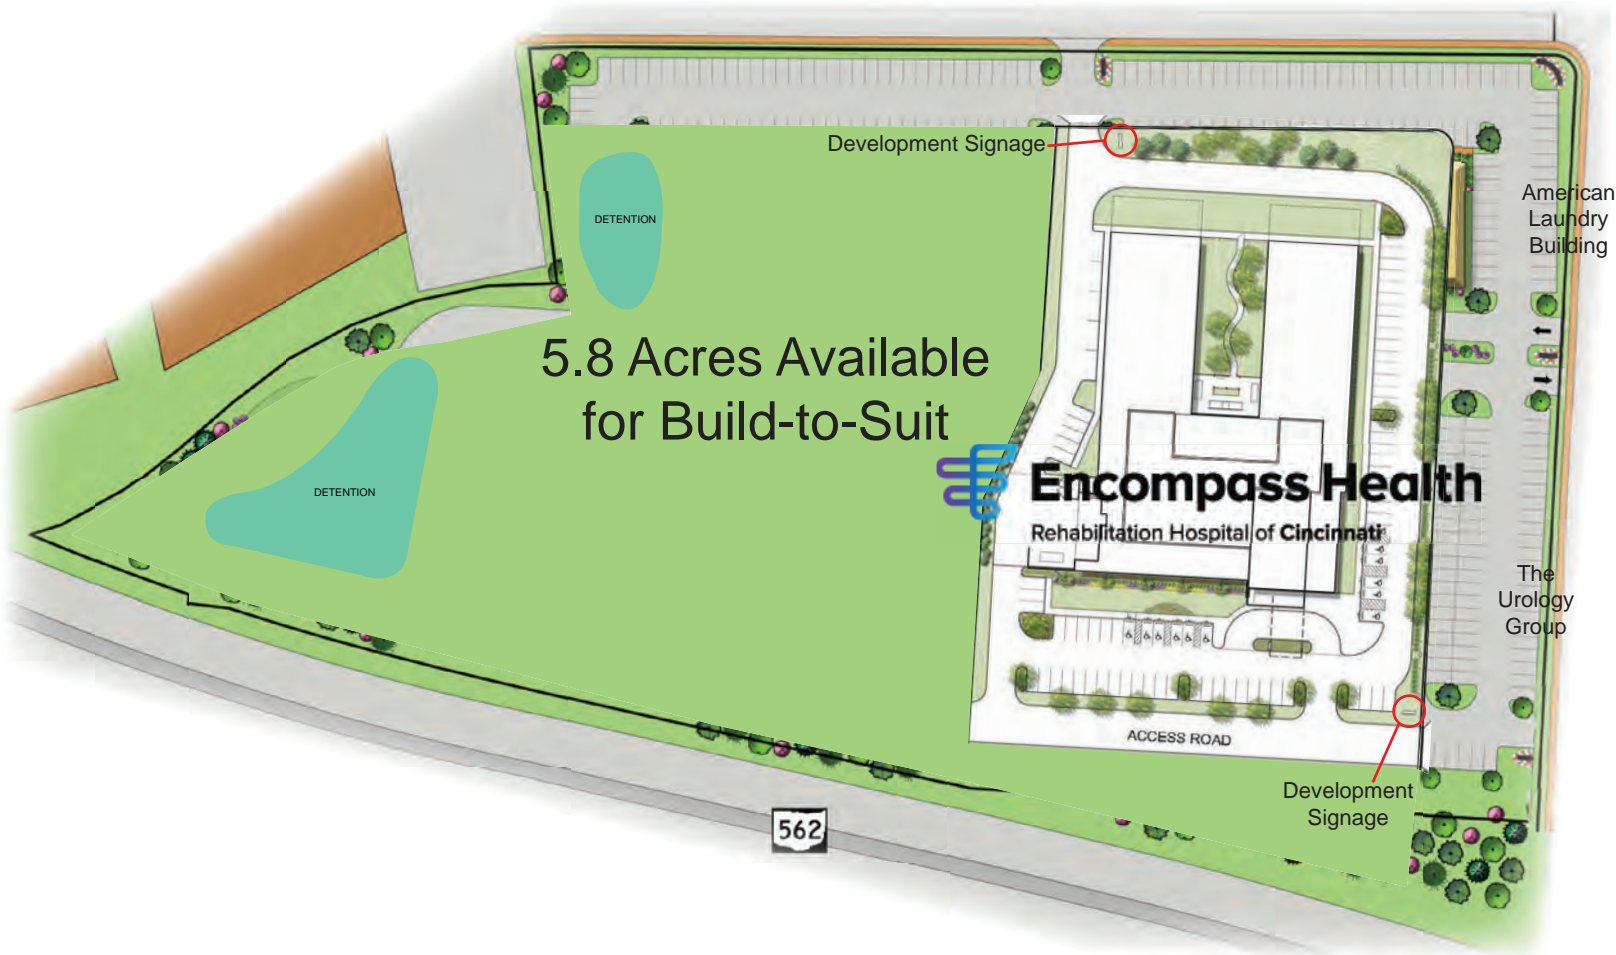 Development Signage
American
Laundry
Building
DETENTION
5.8 Acres Available
for Build-to-Suit
Encompass Health
Rehabilitation Hospital of Cincinnati
DETENTION
The
Urology
Group
ACCESS ROAD
Development
Signage
562